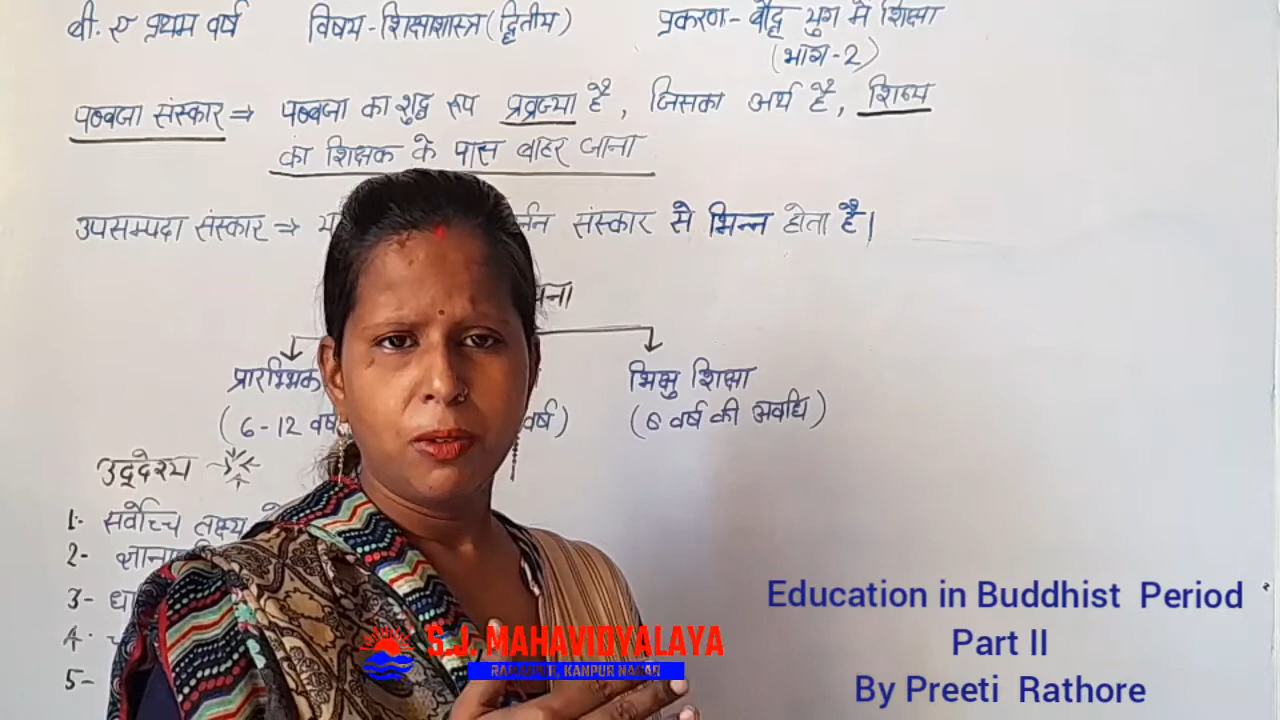 बी. ए प्रथम वर्ष विषय-शिक्षाशास्त्र(द्वितीय) प्रकरण- बौद्ध युग में शिक्षा
(भाग-2)
पब्बजा संस्कार ⇒ पब्बजा का शुद्ध रूप प्रव्रज्या है, जिसका अर्थ है, शिष्य
का शिक्षक के पास बाहर जाना
उपसम्पदा संस्कार ⇒ संस्कार से भिन्न होता है।
प्रारम्भिक भिक्षु शिक्षा
(6-12 वर्ष वर्ष) (8 वर्ष की अवधि)
उद्देश्य
1- सर्वोच्च लक्ष्य
2-
3-
4-
5-
Education in Buddhist Period
Part II
By Preeti Rathore
S.J. MAHAVIDYALAYA
RAMAIPUR, KANPUR NAGAR